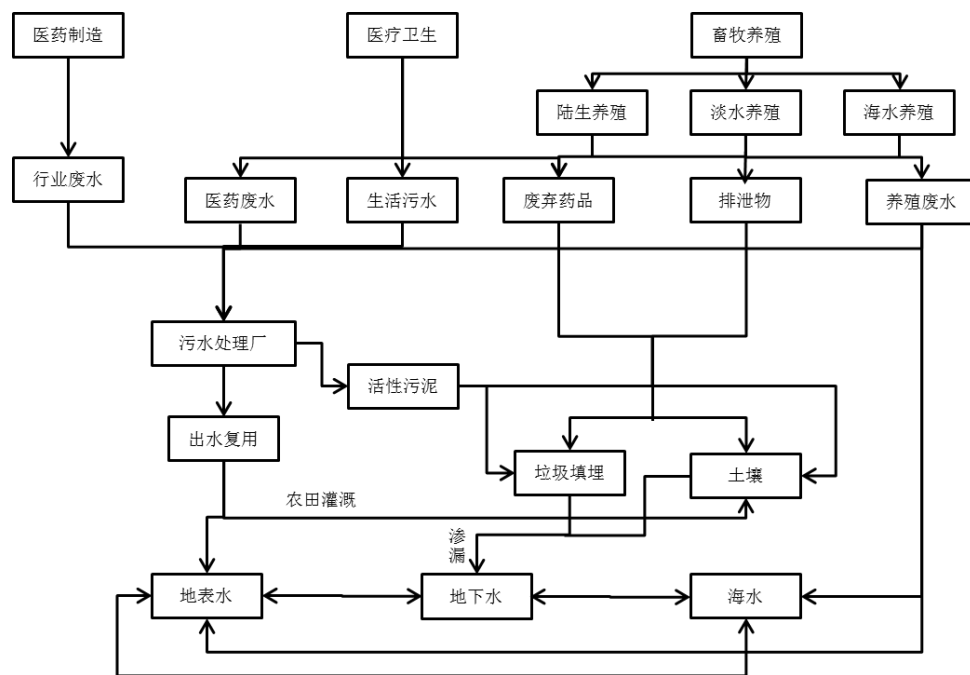 医药制造
医疗卫生
畜牧养殖
陆生养殖
淡水养殖
海水养殖
行业废水
医药废水
生活污水
废弃药品
排泄物
养殖废水
污水处理厂
活性污泥
出水复用
垃圾填埋
土壤
农田灌溉
渗
漏
地表水
地下水
海水